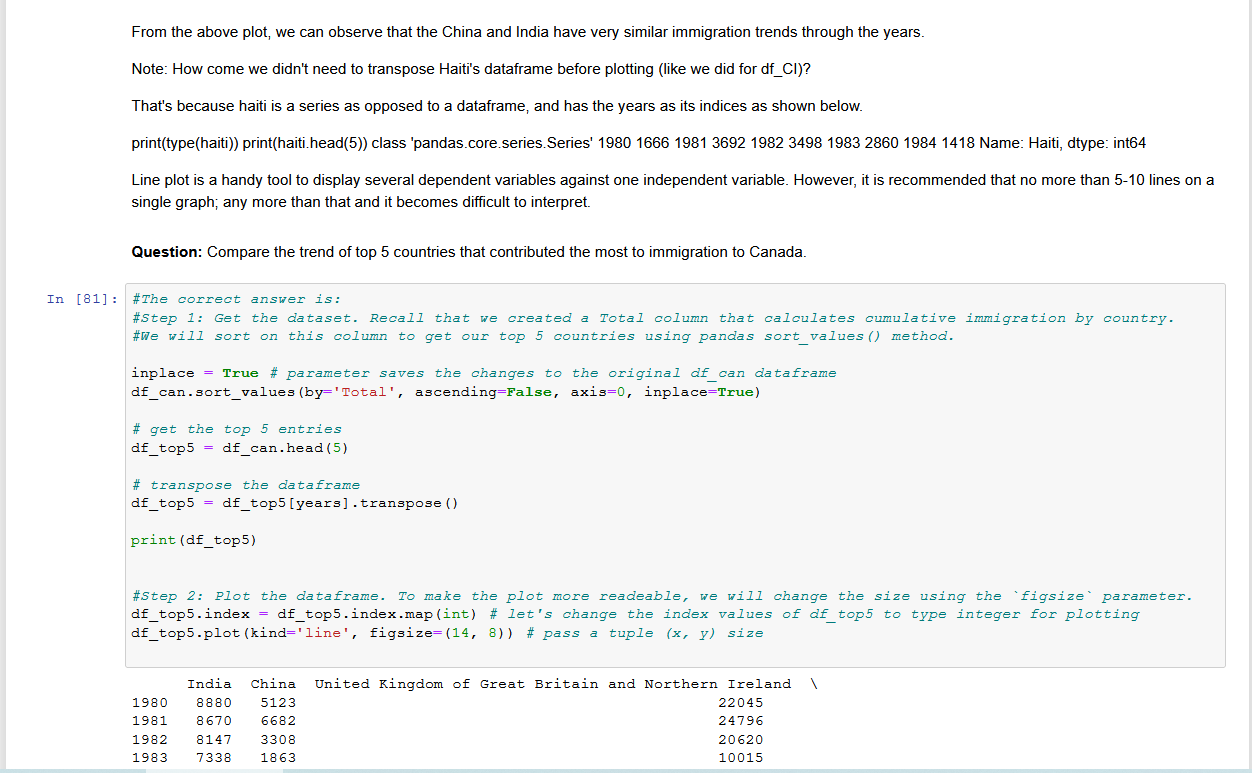 From the above plot, we can observe that the China and India have very similar immigration trends through the years.
Note: How come we didn't need to transpose Haiti's dataframe before plotting (like we did for df_CI)?
That's because haiti is a series as opposed to a dataframe, and has the years as its indices as shown below.
print(type(haiti)) print(haiti.head(5)) class 'pandas.core.series.Series' 1980 1666 1981 3692 1982 3498 1983 2860 1984 1418 Name: Haiti, dtype: int64
Line plot is a handy tool to display several dependent variables against one independent variable. However, it is recommended that no more than 5-10 lines on a
single graph; any more than that and it becomes difficult to interpret.
Question: Compare the trend of top 5 countries that contributed the most to immigration to Canada.
In [81]: #The correct answer is:
#Step 1: Get the dataset. Recall that we created a Total column that calculates cumulative immigration by country.
#We will sort on this column to get our top 5 countries using pandas sort_values() method.
inplace = True # parameter saves the changes to the original df_can dataframe
df_can.sort_values(by='Total', ascending=False, axis=0, inplace=True)
# get the top 5 entries
df_top5 = df_can.head(5)
# transpose the dataframe
df_top5 = df_top5[years].transpose()
print(df_top5)
#Step 2: Plot the dataframe. To make the plot more readeable, we will change the size using the `figsize` parameter.
df_top5.index = df_top5.index.map(int) # let's change the index values of df_top5 to type integer for plotting
df_top5.plot(kind='line', figsize=(14, 8)) # pass a tuple (x, y) size
India China United Kingdom of Great Britain and Northern Ireland \
1980 8880 5123 22045
1981 8670 6682 24796
1982 8147 3308 20620
1983 7338 1863 10015